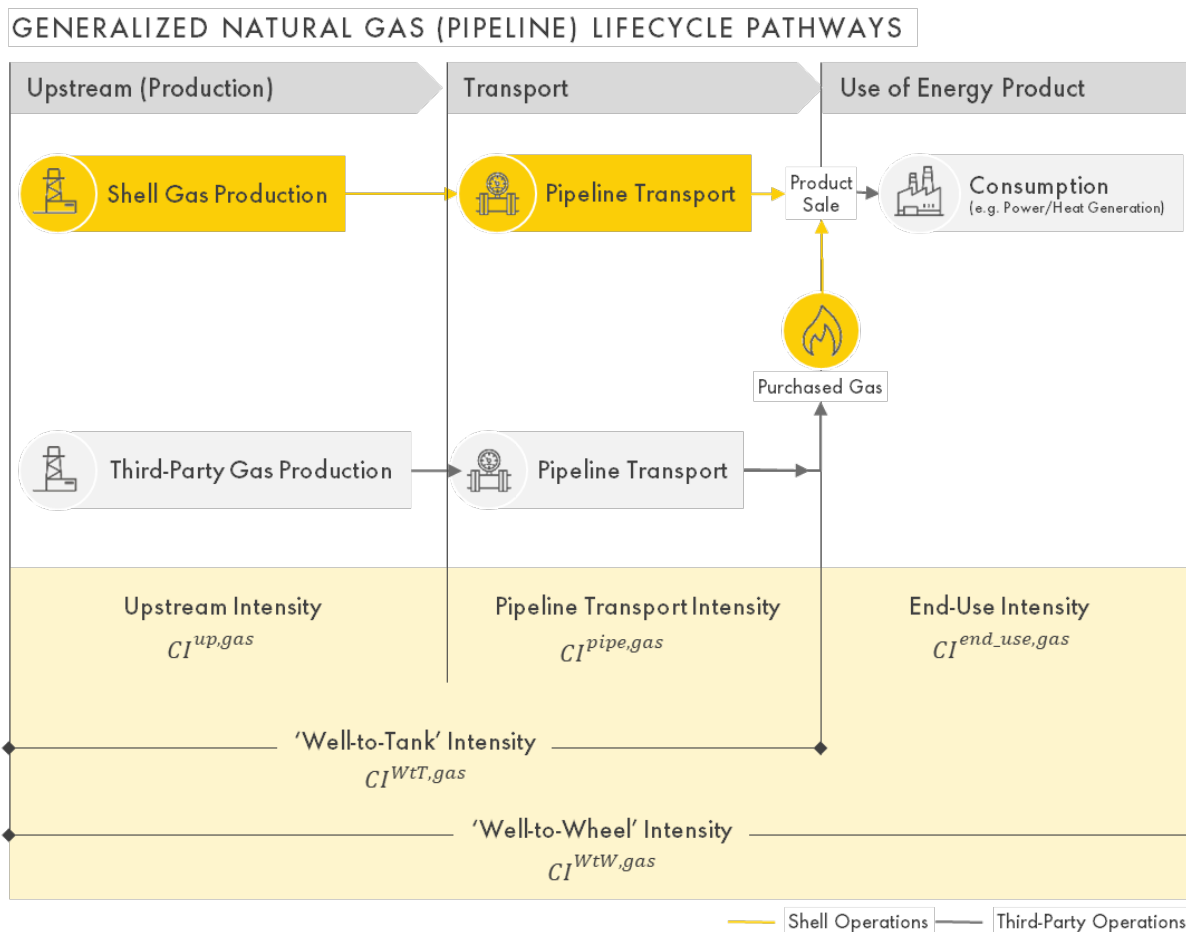 GENERALIZED NATURAL GAS (PIPELINE) LIFECYCLE PATHWAYS
Upstream (Production)
Transport
Use of Energy Product
Shell Gas Production
Pipeline Transport
Product
Sale
Consumption
(e.g. Power/Heat Generation)
Purchased Gas
Third-Party Gas Production
Pipeline Transport
Upstream Intensity
CI^up,gas
Pipeline Transport Intensity
CI^pipe,gas
End-Use Intensity
CI^end_use,gas
‘Well-to-Tank’ Intensity
CI^WtT,gas
‘Well-to-Wheel’ Intensity
CI^WtW,gas
Shell Operations
Third-Party Operations